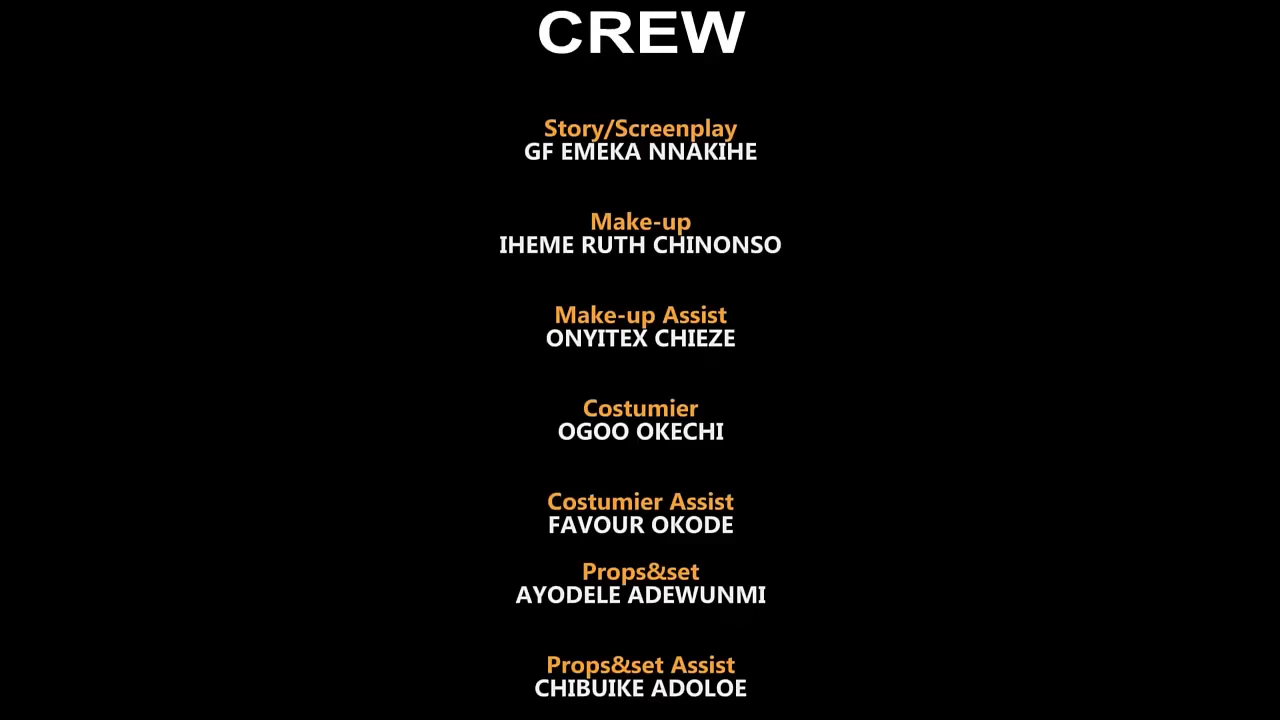 CREW
Story/Screenplay
GF EMEKA NNAKIHE
Make-up
IHEME RUTH CHINONSO
Make-up Assist
ONYITEX CHIEZE
Costumier
OGOO OKECHI
Costumier Assist
FAVOUR OKODE
Props&set
AYODELE ADEWUNMI
Props&set Assist
CHIBUIKE ADOLOE